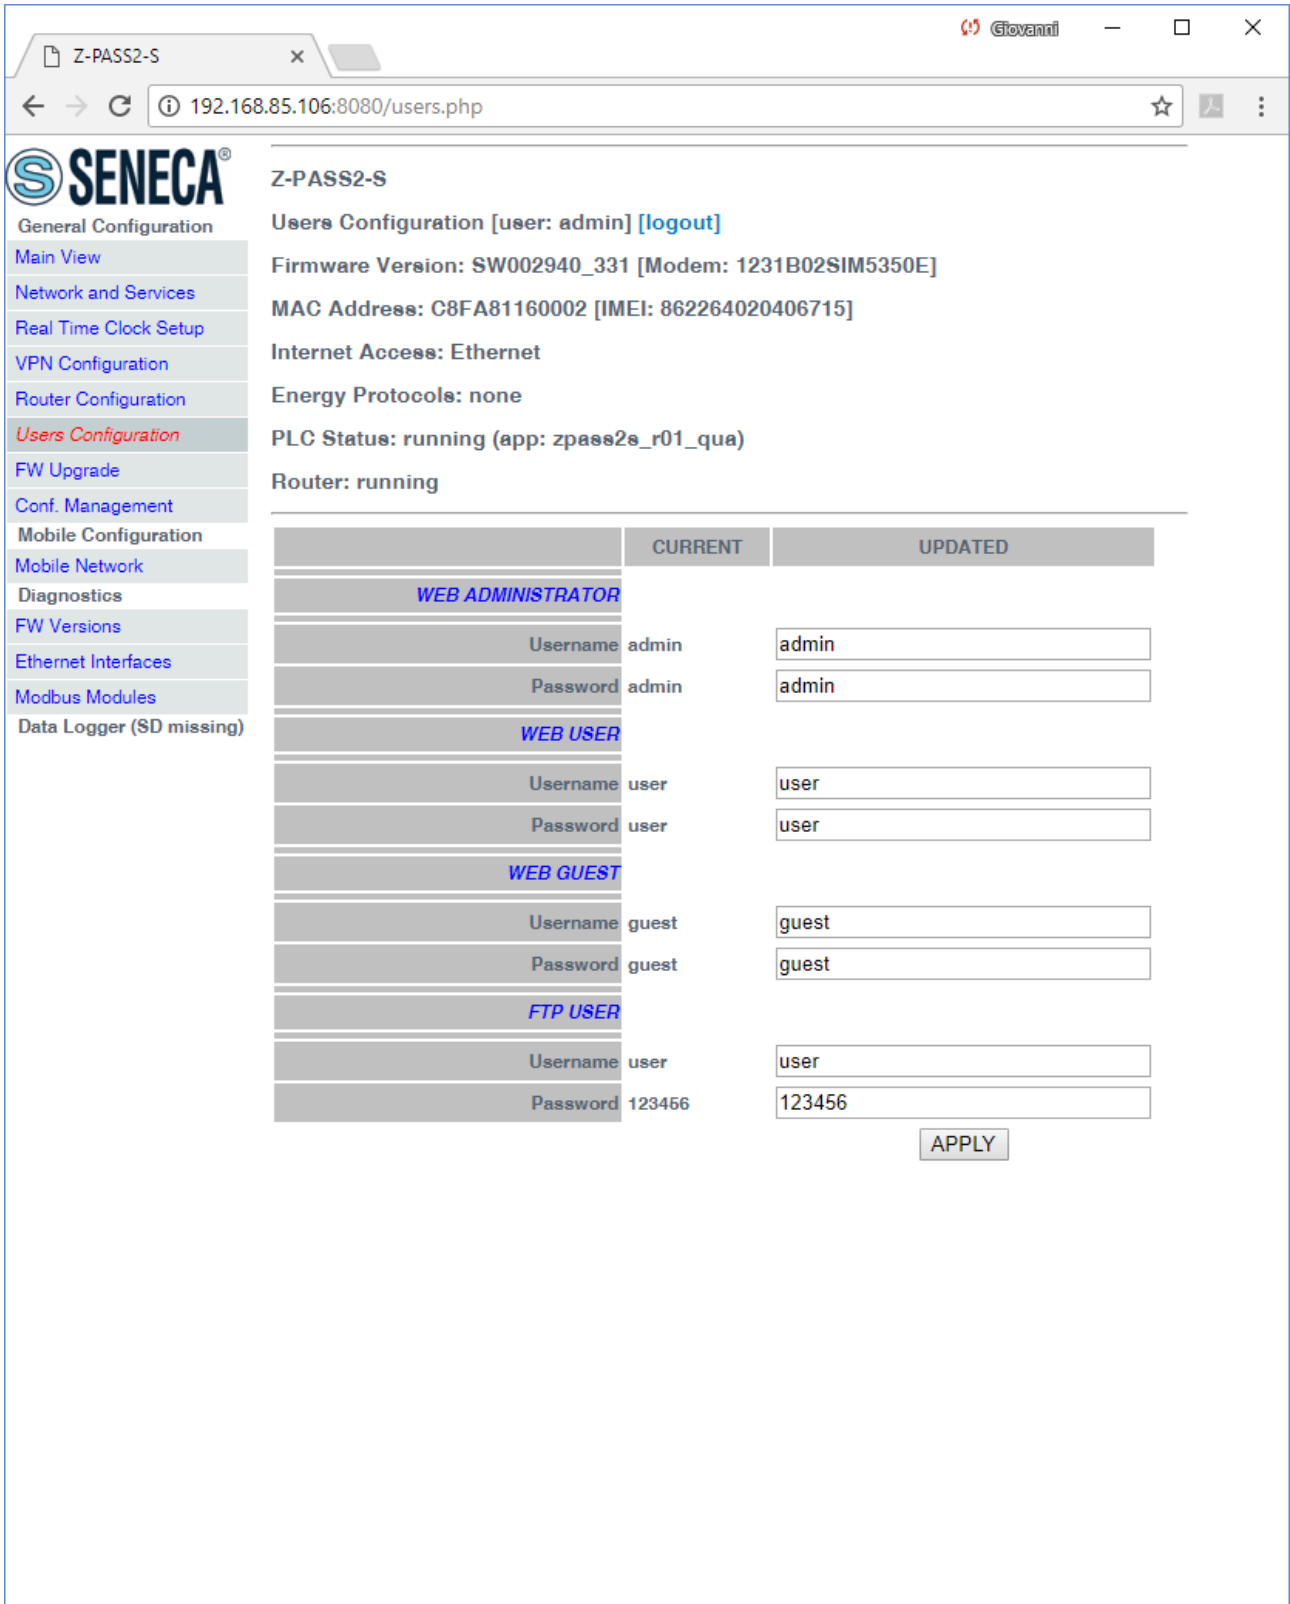 Giovanni
Z-PASS2-S
192.168.85.106:8080/users.php
S SENECA®
General Configuration
Main View
Network and Services
Real Time Clock Setup
VPN Configuration
Router Configuration
Users Configuration
FW Upgrade
Conf. Management
Mobile Configuration
Mobile Network
Diagnostics
FW Versions
Ethernet Interfaces
Modbus Modules
Data Logger (SD missing)
Z-PASS2-S
Users Configuration [user: admin] [logout]
Firmware Version: SW002940_331 [Modem: 1231B02SIM5350E]
MAC Address: C8FA81160002 [IMEI: 862264020406715]
Internet Access: Ethernet
Energy Protocols: none
PLC Status: running (app: zpass2s_r01_qua)
Router: running
CURRENT UPDATED
WEB ADMINISTRATOR
Username admin admin
Password admin admin
WEB USER
Username user user
Password user user
WEB GUEST
Username guest guest
Password guest guest
FTP USER
Username user user
Password 123456 123456
APPLY